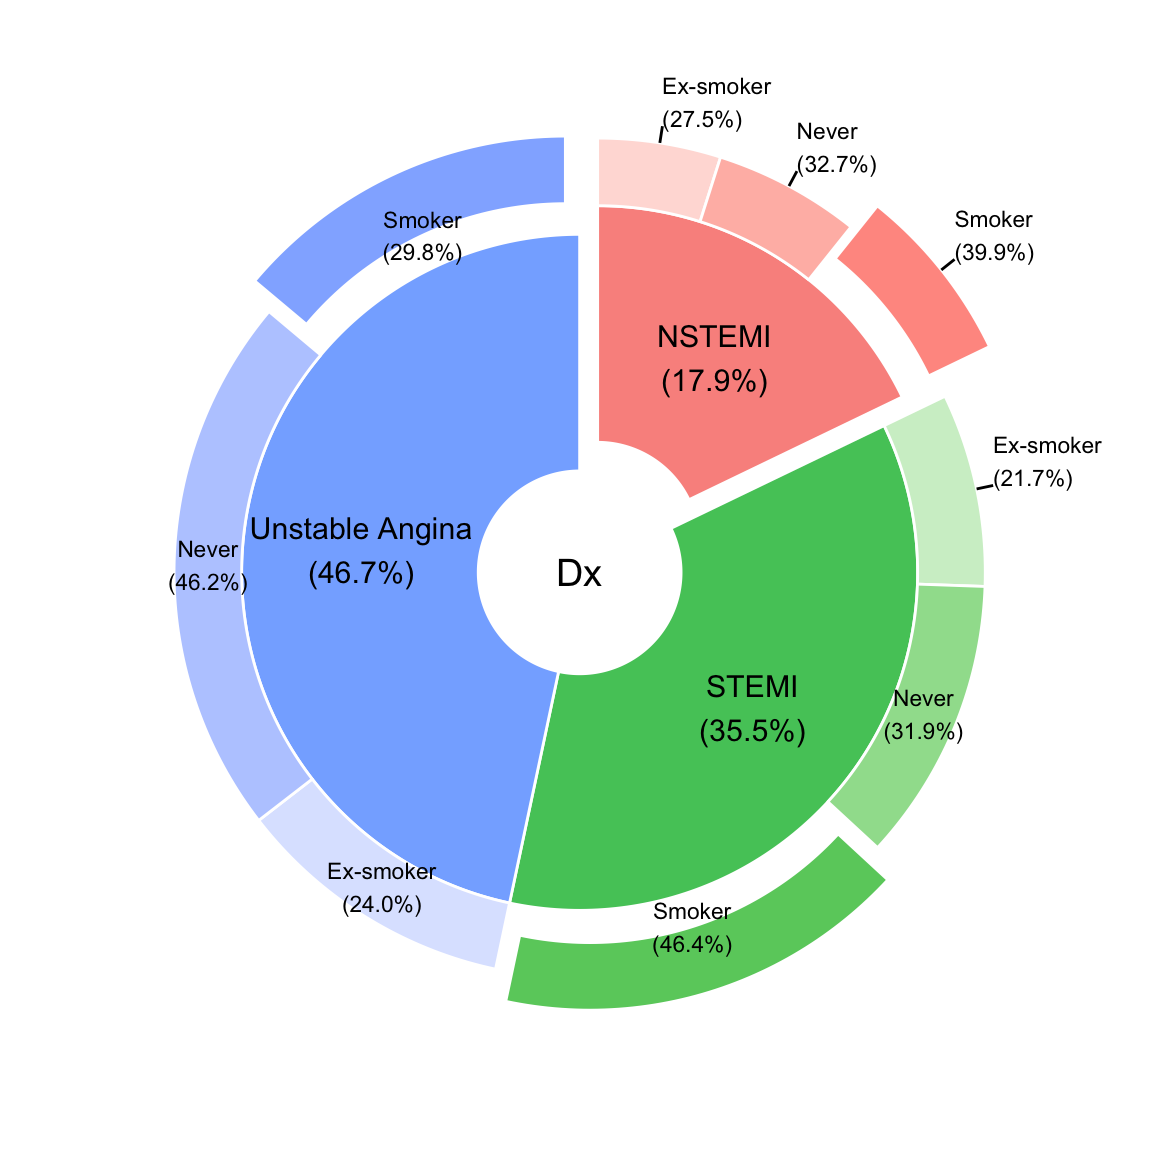 Ex-smoker
(27.5%)
Never
(32.7%)
Smoker
(39.9%)
NSTEMI
(17.9%)
Smoker
(29.8%)
Ex-smoker
(21.7%)
Unstable Angina
(46.7%)
Never
(46.2%)
Dx
STEMI
(35.5%)
Never
(31.9%)
Ex-smoker
(24.0%)
Smoker
(46.4%)